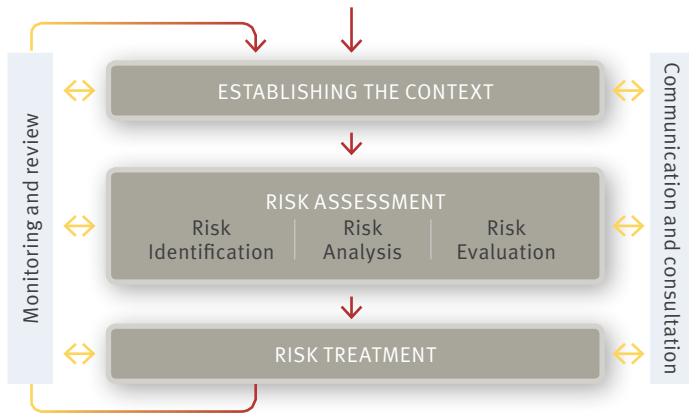 ESTABLISHING THE CONTEXT
RISK ASSESSMENT
Risk
Identification
Risk
Analysis
Risk
Evaluation
RISK TREATMENT
Monitoring and review
Communication and consultation